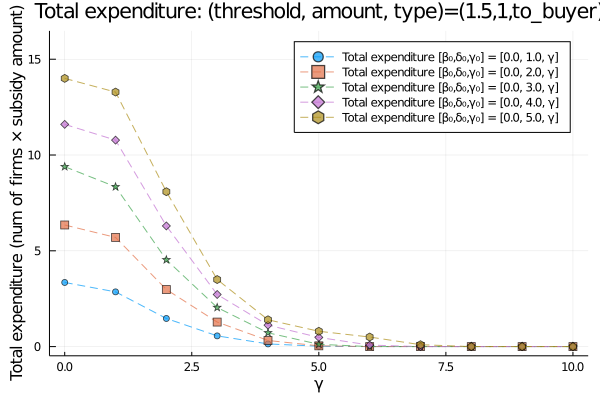 Total expenditure: (threshold, amount, type)=(1.5,1,to_buyer)
Total expenditure (num of firms × subsidy amount)
15
10
5
0
Total expenditure [β₀,δ₀,γ₀] = [0.0, 1.0, γ]
Total expenditure [β₀,δ₀,γ₀] = [0.0, 2.0, γ]
Total expenditure [β₀,δ₀,γ₀] = [0.0, 3.0, γ]
Total expenditure [β₀,δ₀,γ₀] = [0.0, 4.0, γ]
Total expenditure [β₀,δ₀,γ₀] = [0.0, 5.0, γ]
0.0 2.5 5.0 7.5 10.0
γ